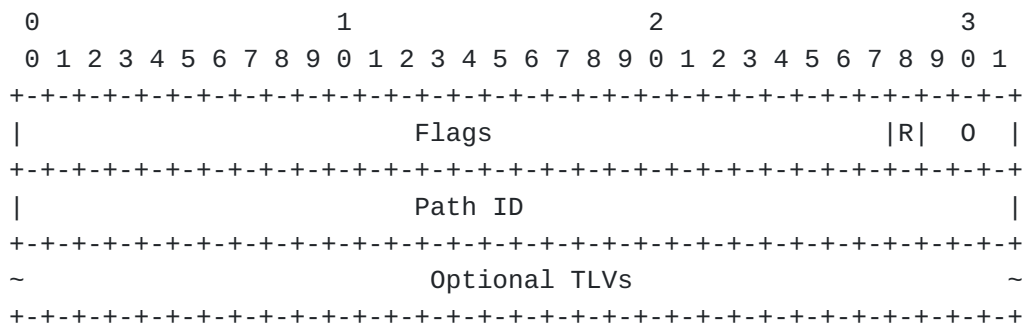 0                   1                   2                   3
 0 1 2 3 4 5 6 7 8 9 0 1 2 3 4 5 6 7 8 9 0 1 2 3 4 5 6 7 8 9 0 1
+-+-+-+-+-+-+-+-+-+-+-+-+-+-+-+-+-+-+-+-+-+-+-+-+-+-+-+-+-+-+-+-+
|                         Flags                         |R|  O  |
+-+-+-+-+-+-+-+-+-+-+-+-+-+-+-+-+-+-+-+-+-+-+-+-+-+-+-+-+-+-+-+-+
|                         Path ID                               |
+-+-+-+-+-+-+-+-+-+-+-+-+-+-+-+-+-+-+-+-+-+-+-+-+-+-+-+-+-+-+-+-+
~                          Optional TLVs                        ~
+-+-+-+-+-+-+-+-+-+-+-+-+-+-+-+-+-+-+-+-+-+-+-+-+-+-+-+-+-+-+-+-+